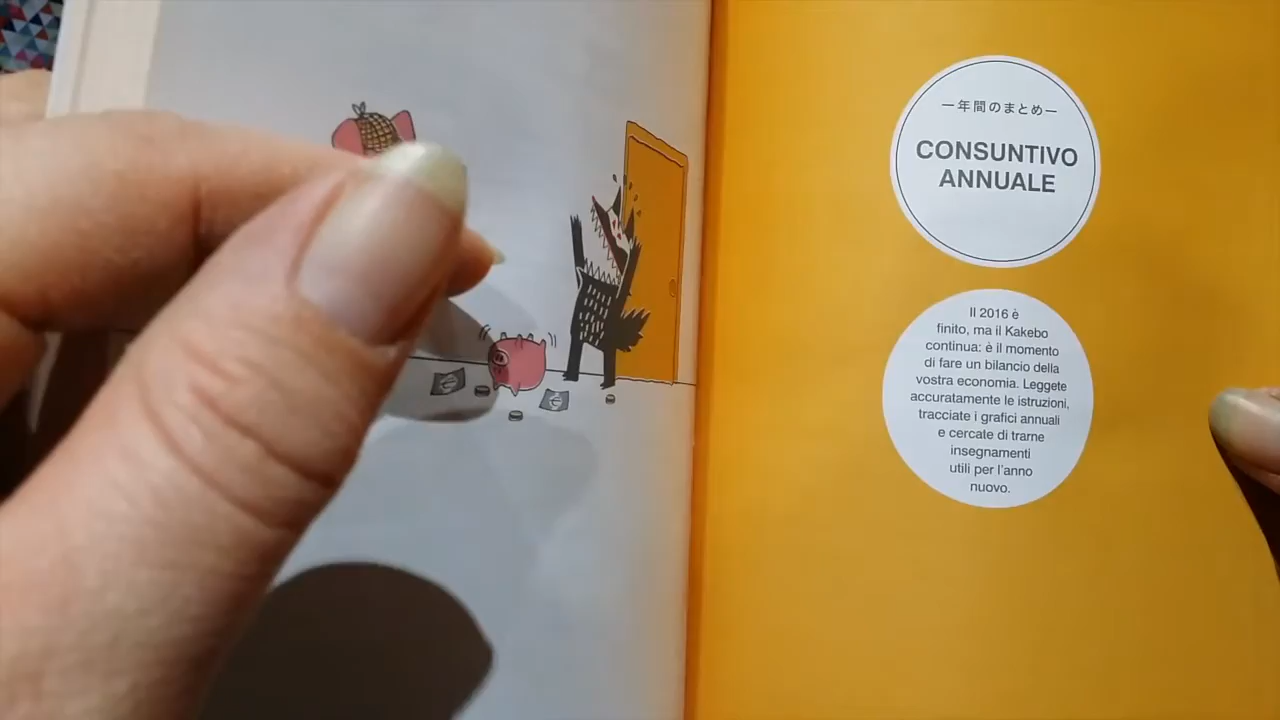 ー年間のまとめー
CONSUNTIVO
ANNUALE
Il 2016 è
finito, ma il Kakebo
continua: è il momento
di fare un bilancio della
vostra economia. Leggete
accuratamente le istruzioni,
tracciate i grafici annuali
e cercate di trarne
insegnamenti
utili per l'anno
nuovo.